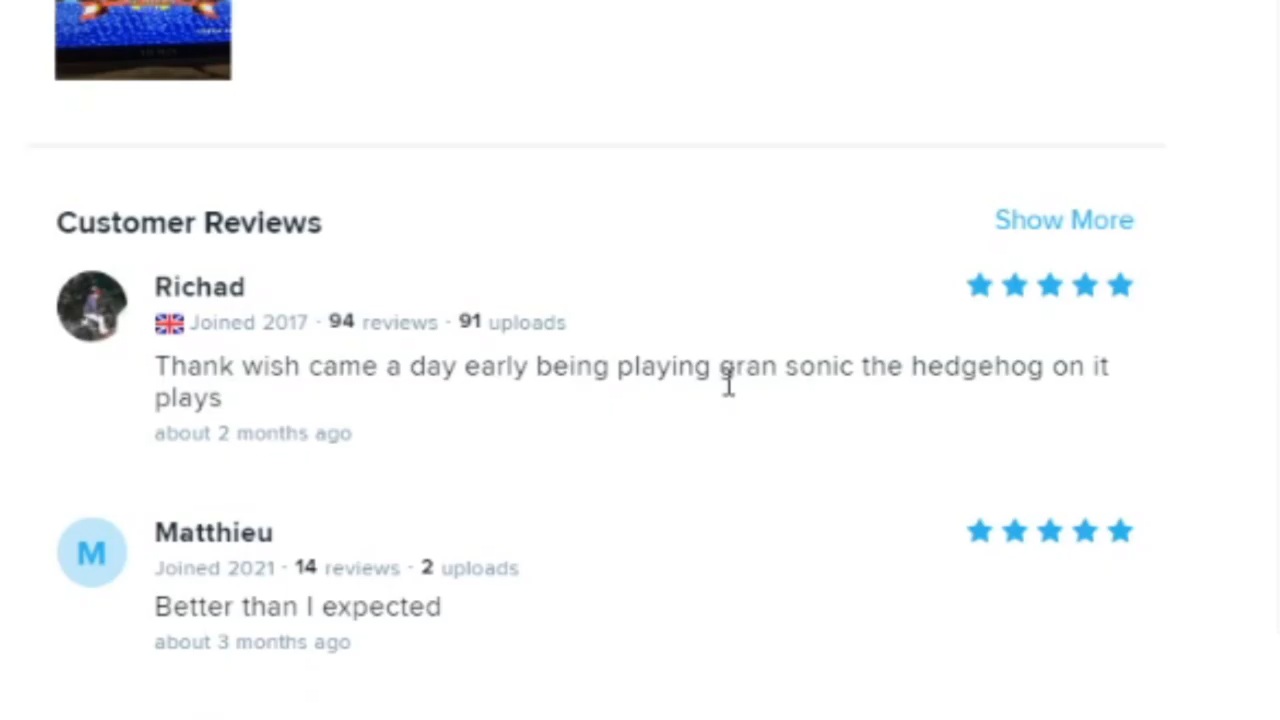 Customer Reviews
Show More
Richad
Joined 2017 · 94 reviews · 91 uploads
Thank wish came a day early being playing gran sonic the hedgehog on it
plays
about 2 months ago
M
Matthieu
Joined 2021 · 14 reviews · 2 uploads
Better than I expected
about 3 months ago